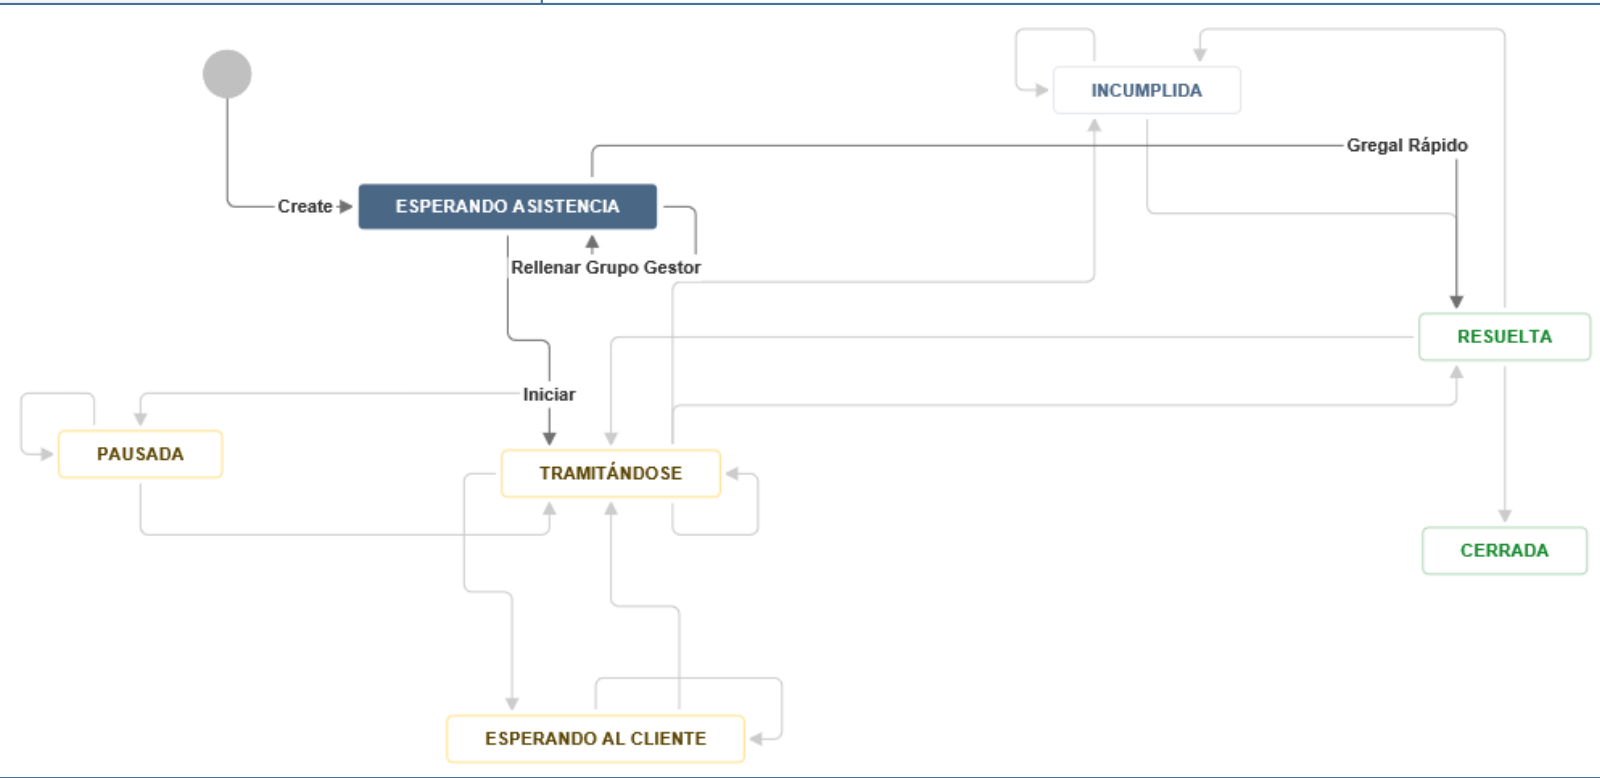 INCUMPLIDA
Gregal Rápido
Create
ESPERANDO ASISTENCIA
Rellenar Grupo Gestor
RESUELTA
Iniciar
PAUSADA
TRAMITÁNDOSE
CERRADA
ESPERANDO AL CLIENTE